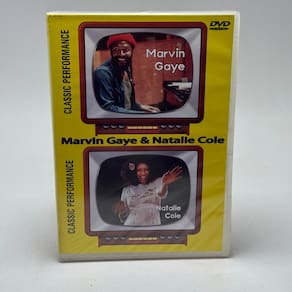 DVD
CLASSIC PERFORMANCE
Marvin
Gaye
Marvin Gaye & Natalie Cole
CLASSIC PERFORMANCE
Natalie
Cole